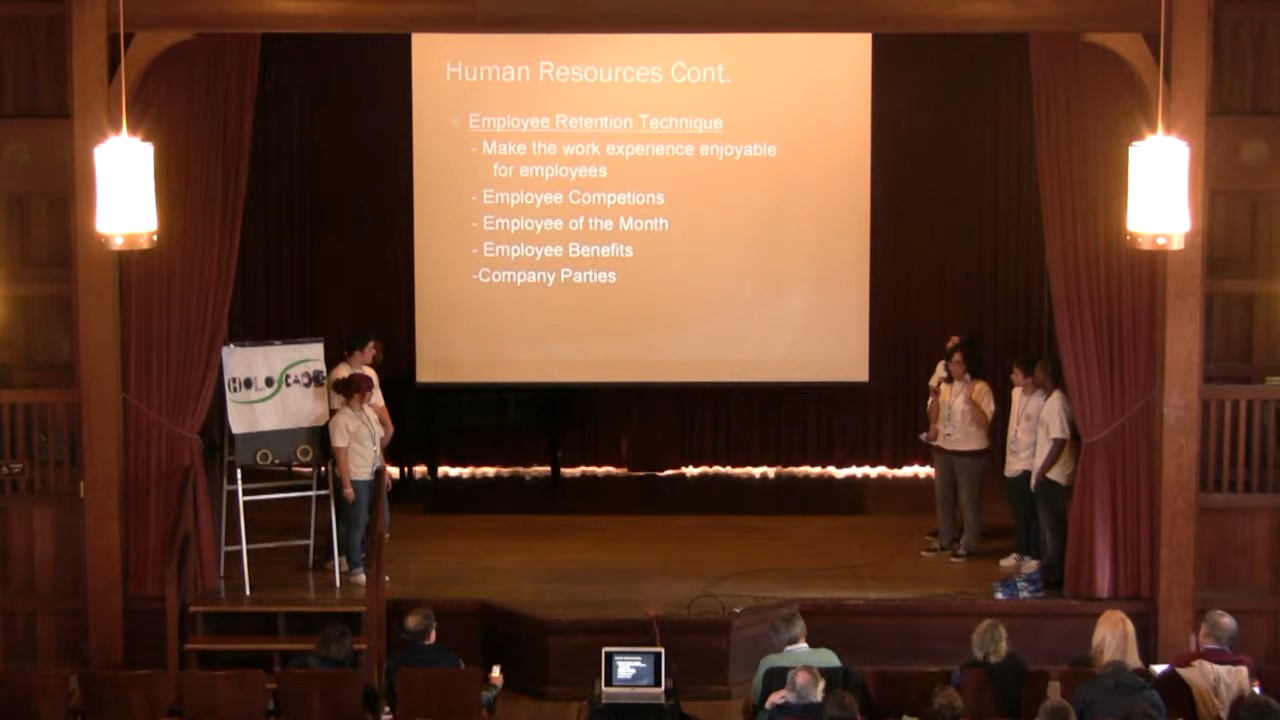 Human Resources Cont.
Employee Retention Technique
- Make the work experience enjoyable
for employees
- Employee Competions
- Employee of the Month
- Employee Benefits
-Company Parties